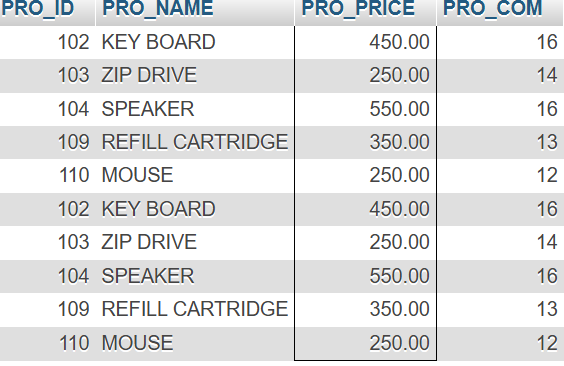 PRO_ID PRO_NAME PRO_PRICE PRO_COM
102 KEY BOARD 450.00 16
103 ZIP DRIVE 250.00 14
104 SPEAKER 550.00 16
109 REFILL CARTRIDGE 350.00 13
110 MOUSE 250.00 12
102 KEY BOARD 450.00 16
103 ZIP DRIVE 250.00 14
104 SPEAKER 550.00 16
109 REFILL CARTRIDGE 350.00 13
110 MOUSE 250.00 12